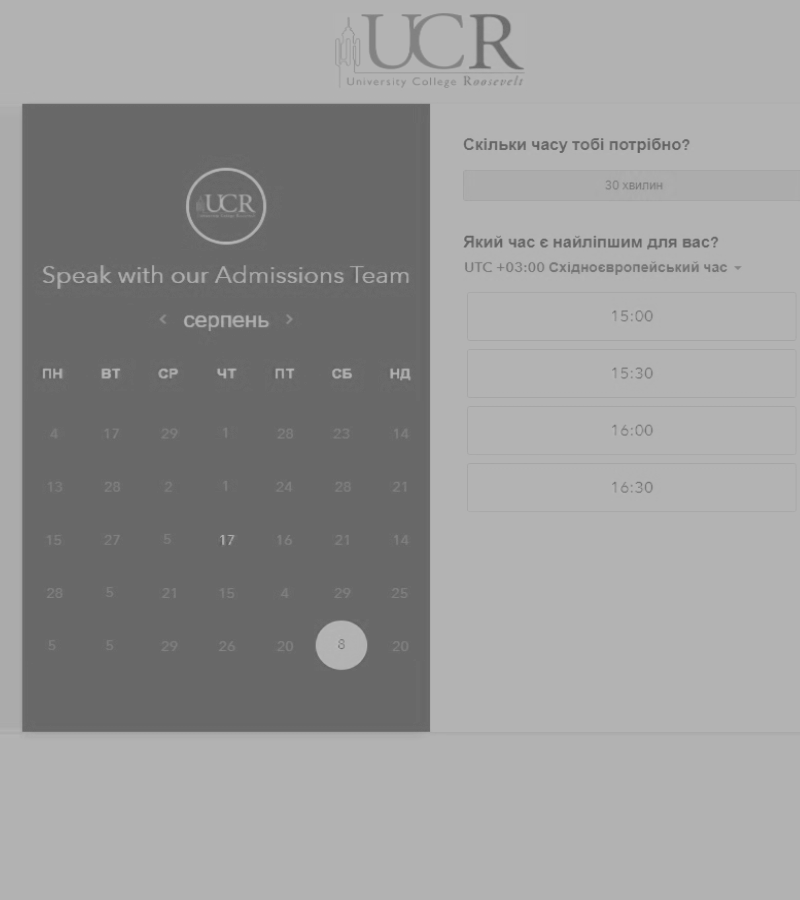 UCR
University College Roosevelt
UCR
Speak with our Admissions Team
< серпень >
ПН ВТ СР ЧТ ПТ СБ НД
4 17 29 1 28 23 14
13 28 2 1 24 28 21
15 27 5 17 16 21 14
28 5 21 15 4 29 25
5 5 29 26 20 8 20
Скільки часу тобі потрібно?
30 хвилин
Який час є найліпшим для вас?
UTC +03:00 Східноєвропейський час
15:00
15:30
16:00
16:30